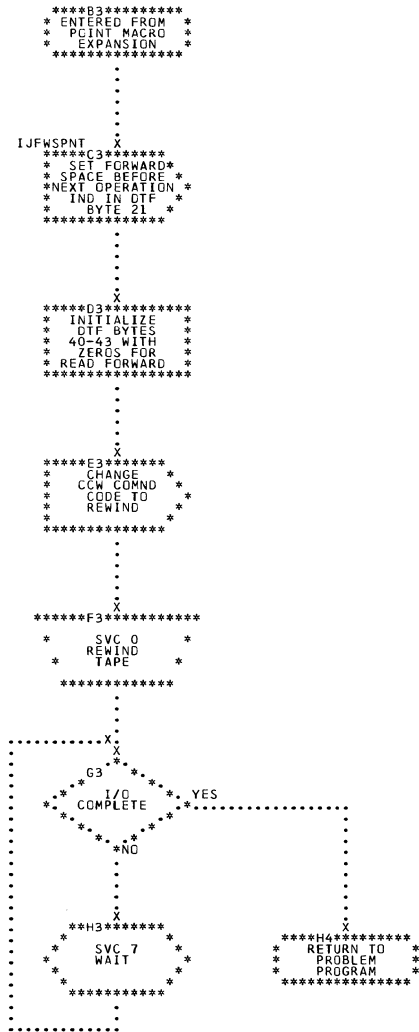 B3
ENTERED FROM
POINT MACRO
EXPANSION
IJFWSPNT
C3
SET FORWARD
SPACE BEFORE
NEXT OPERATION
IND IN DTF
BYTE 21
D3
INITIALIZE
DTF BYTES
40-43 WITH
ZEROS FOR
READ FORWARD
E3
CHANGE
CCW COMND
CODE TO
REWIND
F3
SVC 0
REWIND
TAPE
G3
I/O
COMPLETE
YES
NO
H3
SVC 7
WAIT
H4
RETURN TO
PROBLEM
PROGRAM